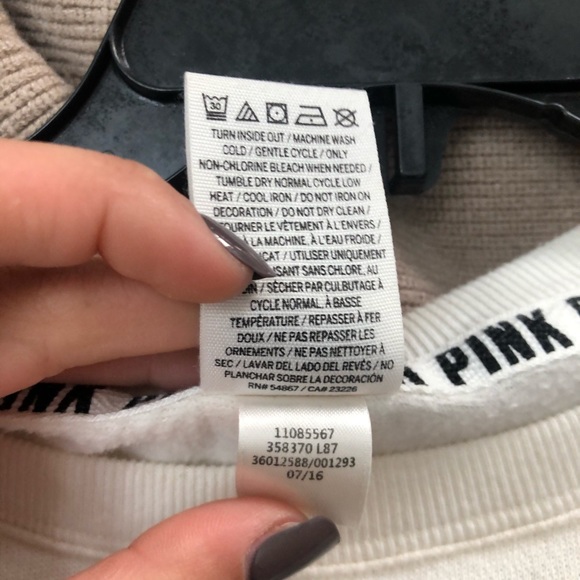 30
TURN INSIDE OUT / MACHINE WASH
COLD / GENTLE CYCLE / ONLY
NON-CHLORINE BLEACH WHEN NEEDED /
TUMBLE DRY NORMAL CYCLE LOW
HEAT / COOL IRON / DO NOT IRON ON
DECORATION / DO NOT DRY CLEAN /
LE VÊTEMENT À L'ENVERS /
LA MACHINE, À L'EAU FROIDE /
/ UTILISER UNIQUEMENT
SANS CHLORE, AU
/ SÉCHER PAR CULBUTAGE À
CYCLE NORMAL, À BASSE
TEMPÉRATURE / REPASSER À FER
DOUX / NE PAS REPASSER LES
ORNEMENTS / NE PAS NETTOYER À
SEC / LAVAR DEL LADO DEL REVÉS / NO
PLANCHAR SOBRE LA DECORACIÓN
RN# 54867 / CA# 23226
PINK
11085567
358370 L87
36012588/001293
07/16